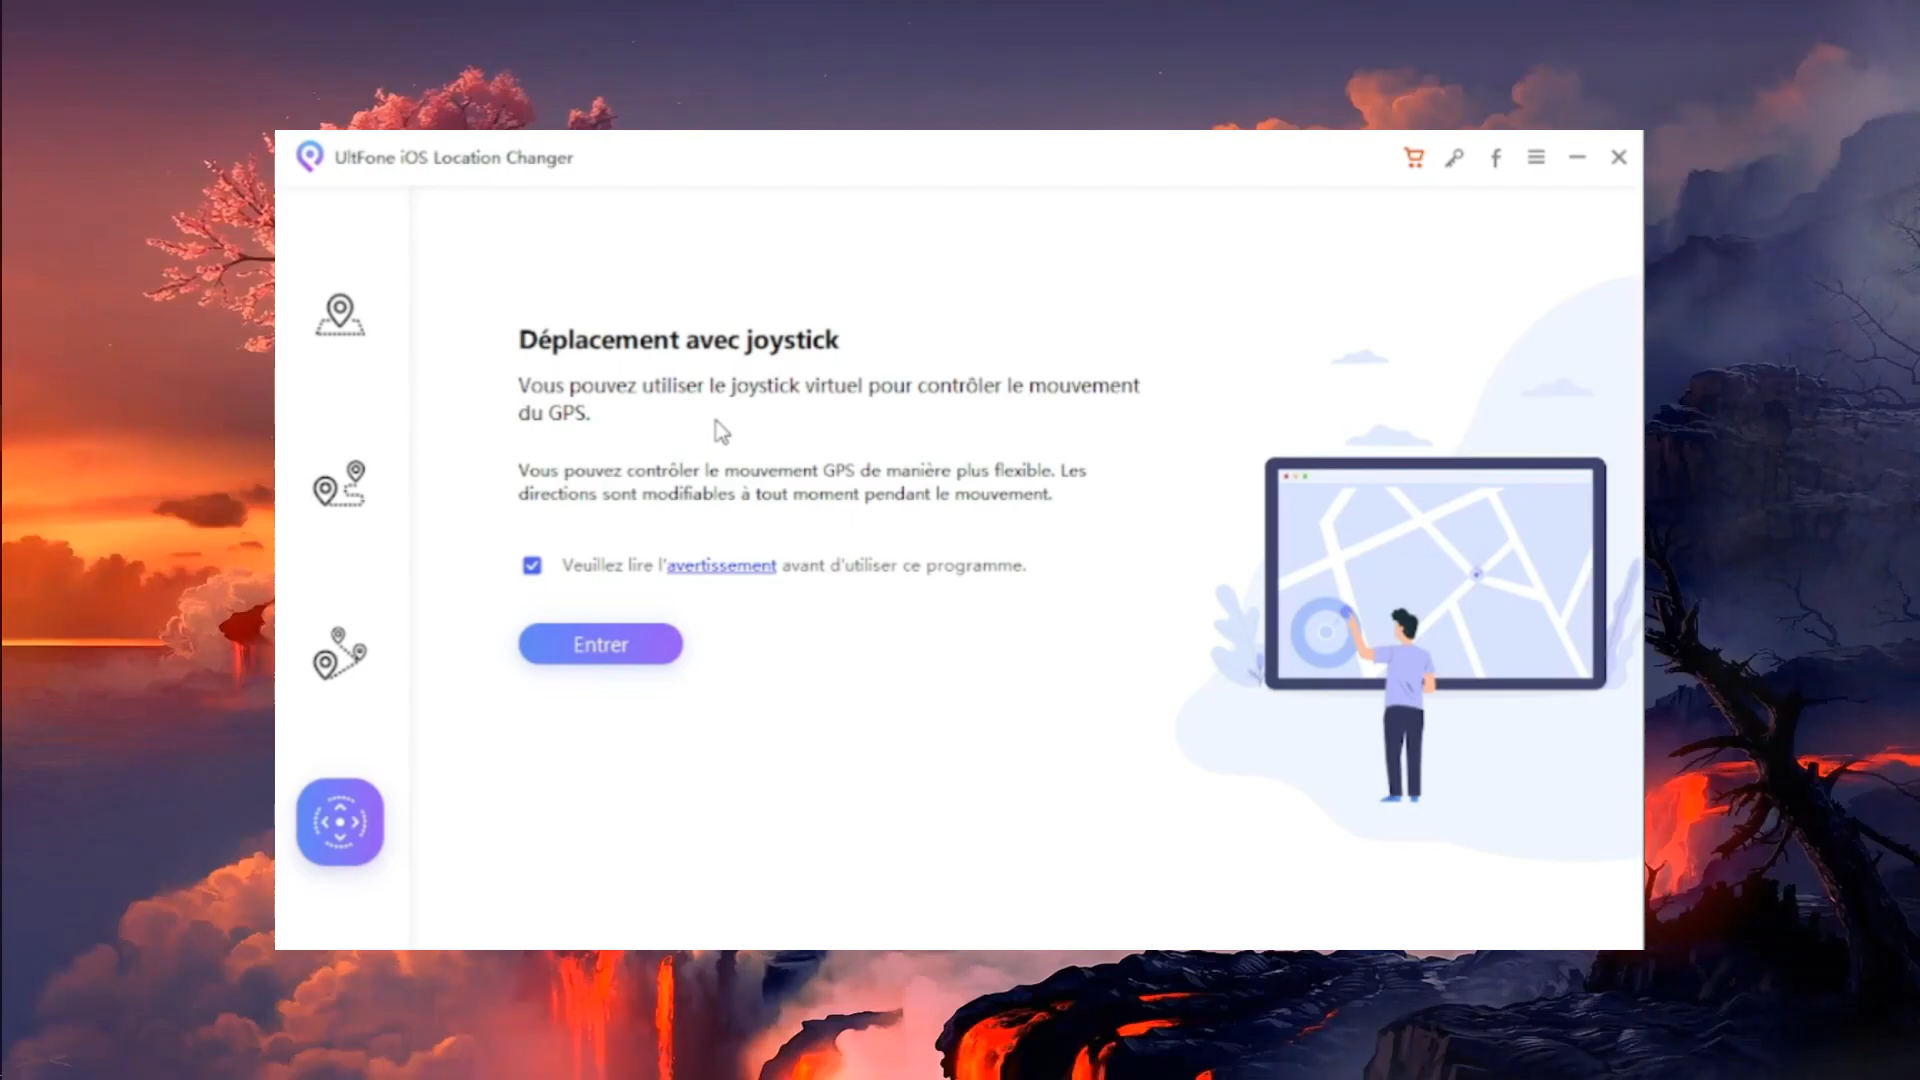 UltFone iOS Location Changer
Déplacement avec joystick
Vous pouvez utiliser le joystick virtuel pour contrôler le mouvement
du GPS.
Vous pouvez contrôler le mouvement GPS de manière plus flexible. Les
directions sont modifiables à tout moment pendant le mouvement.
Veuillez lire l'avertissement avant d'utiliser ce programme.
Entrer